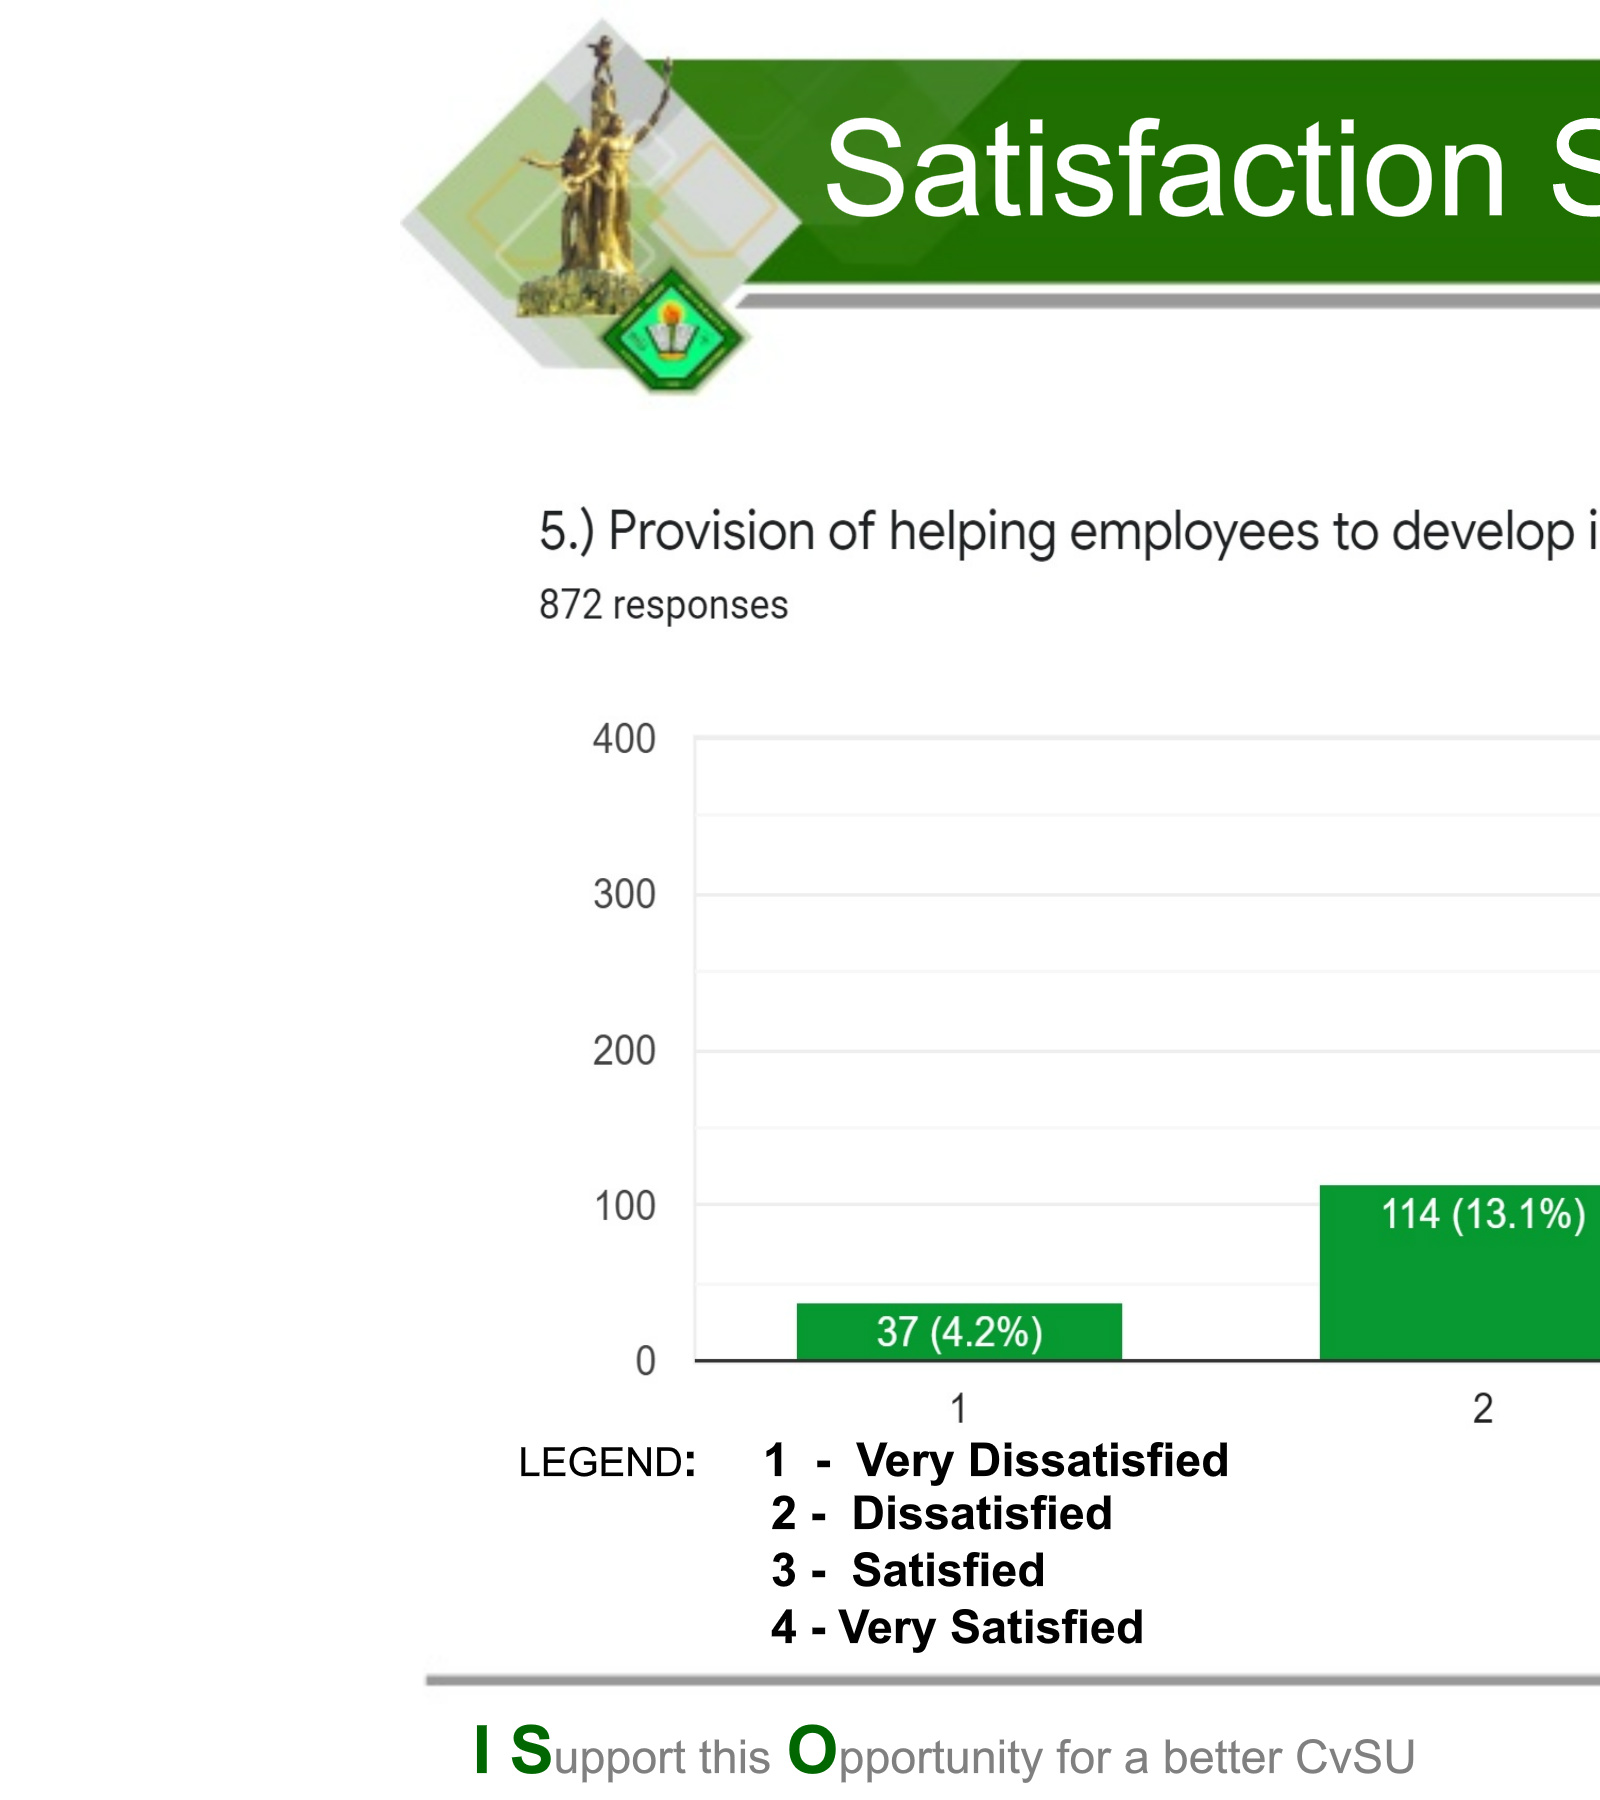 Satisfaction S
5.) Provision of helping employees to develop i
872 responses
400
300
200
100
0
37 (4.2%)
114 (13.1%)
1
2
LEGEND: 1 - Very Dissatisfied
2 - Dissatisfied
3 - Satisfied
4 - Very Satisfied
I Support this Opportunity for a better CvSU